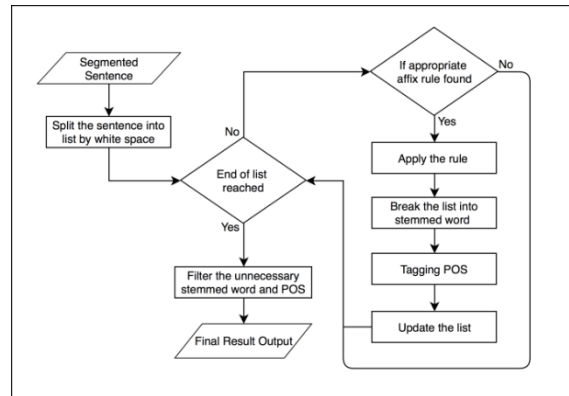 Segmented
Sentence
Split the sentence into
list by white space
No
End of list
reached
Yes
Filter the unnecessary
stemmed word and POS
Final Result Output
If appropriate
affix rule found
No
Yes
Apply the rule
Break the list into
stemmed word
Tagging POS
Update the list